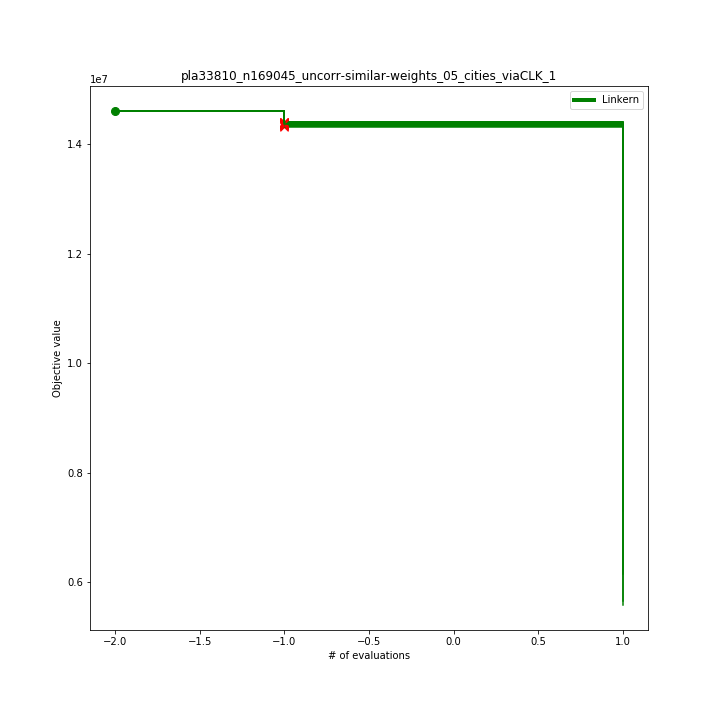 pla33810_n169045_uncorr-similar-weights_05_cities_viaCLK_1
1e7
Linkern
1.4
1.2
1.0
0.8
0.6
Objective value
−2.0
−1.5
−1.0
−0.5
0.0
0.5
1.0
# of evaluations